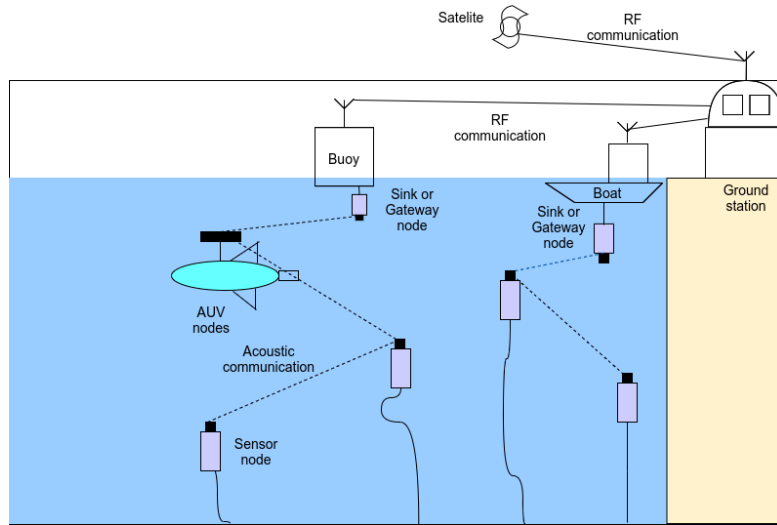 Satelite
RF
communication
RF
communication
Buoy
Boat
Ground
station
Sink or
Gateway
node
Sink or
Gateway
node
AUV
nodes
Acoustic
communication
Sensor
node